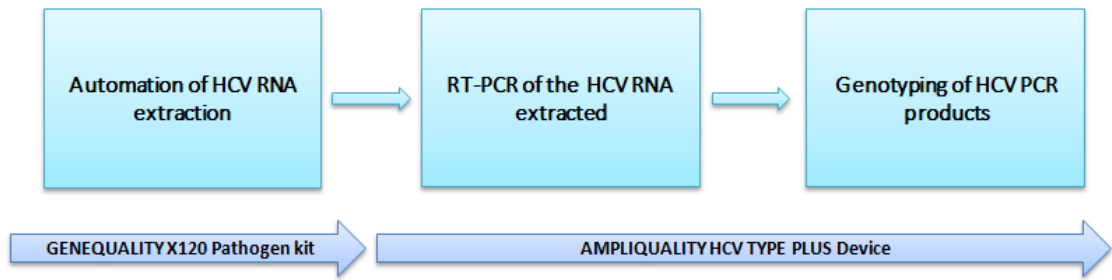 Automation of HCV RNA
extraction
RT-PCR of the HCV RNA
extracted
Genotyping of HCV PCR
products
GENEQUALITY X120 Pathogen kit
AMPLIQUALITY HCV TYPE PLUS Device